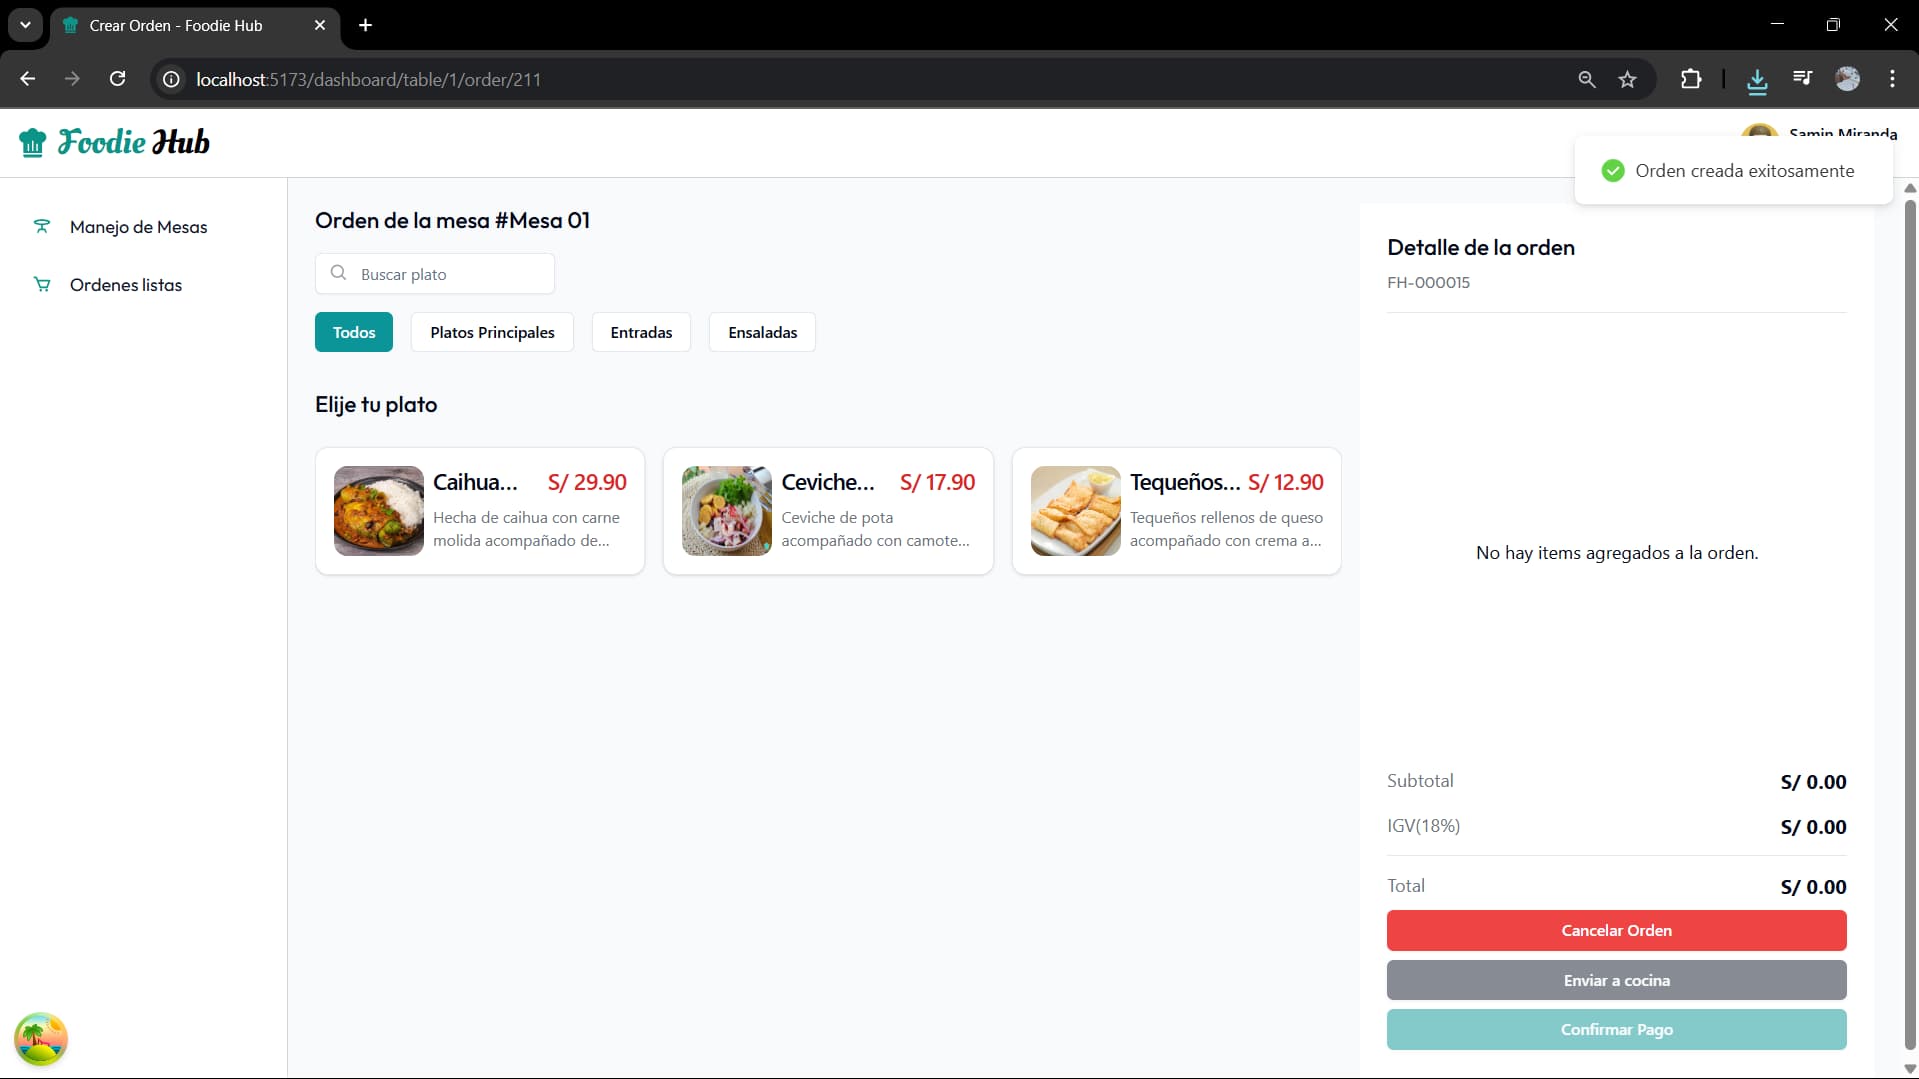 Crear Orden - Foodie Hub
localhost:5173/dashboard/table/1/order/211
Foodie Hub
Samin Miranda
Orden creada exitosamente
Manejo de Mesas
Ordenes listas
Orden de la mesa #Mesa 01
Buscar plato
Todos
Platos Principales
Entradas
Ensaladas
Elije tu plato
Caihua... S/ 29.90
Hecha de caihua con carne
molida acompañado de...
Ceviche... S/ 17.90
Ceviche de pota
acompañado con camote...
Tequeños... S/ 12.90
Tequeños rellenos de queso
acompañado con crema a...
Detalle de la orden
FH-000015
No hay items agregados a la orden.
Subtotal S/ 0.00
IGV(18%) S/ 0.00
Total S/ 0.00
Cancelar Orden
Enviar a cocina
Confirmar Pago